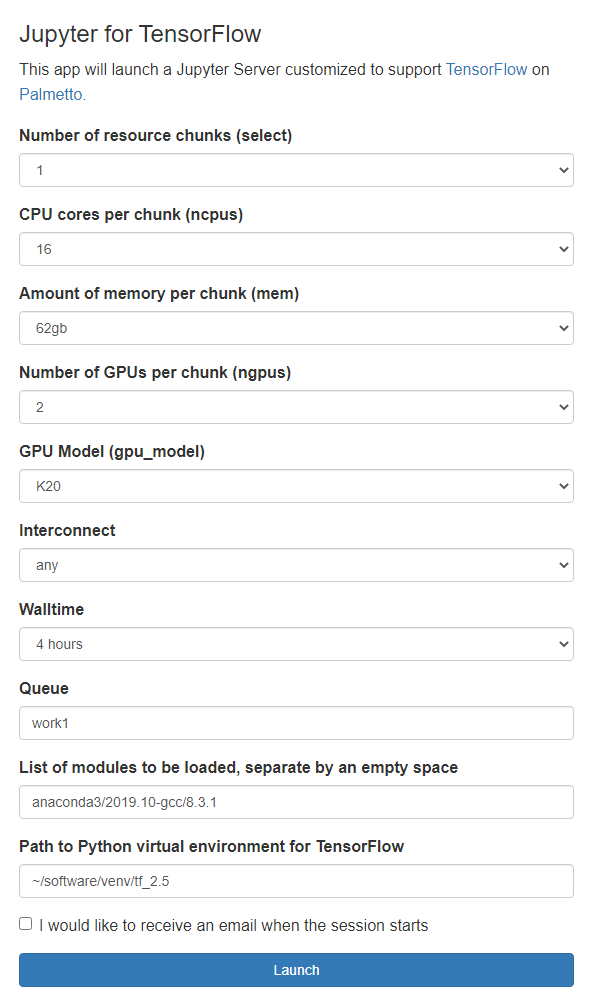 Jupyter for TensorFlow
This app will launch a Jupyter Server customized to support TensorFlow on
Palmetto.
Number of resource chunks (select)
1
CPU cores per chunk (ncpus)
16
Amount of memory per chunk (mem)
62gb
Number of GPUs per chunk (ngpus)
2
GPU Model (gpu_model)
K20
Interconnect
any
Walltime
4 hours
Queue
work1
List of modules to be loaded, separate by an empty space
anaconda3/2019.10-gcc/8.3.1
Path to Python virtual environment for TensorFlow
~/software/venv/tf_2.5
I would like to receive an email when the session starts
Launch